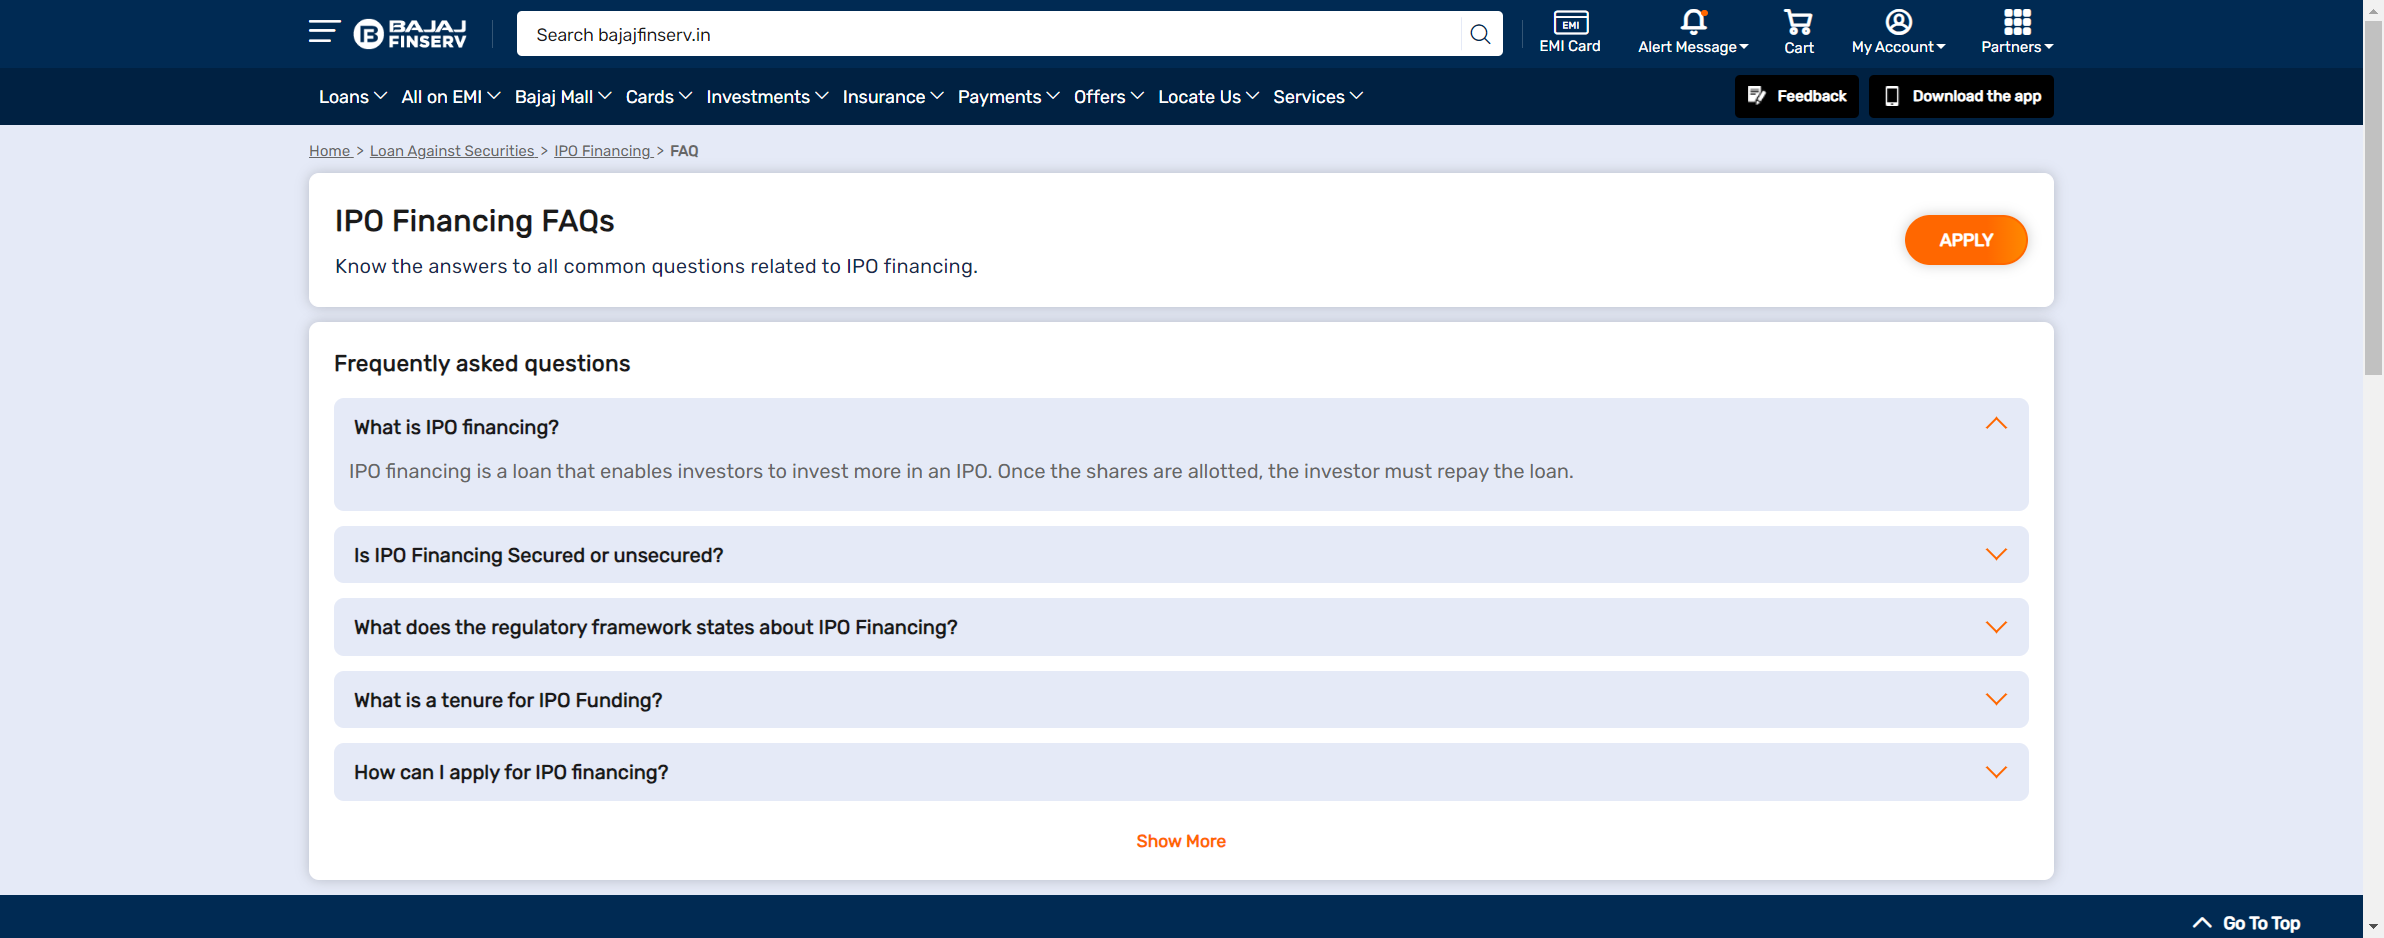 BAJAJ
FINSERV
Search bajajfinserv.in
EMI
EMI Card
Alert Message
Cart
My Account
Partners
Loans All on EMI Bajaj Mall Cards Investments Insurance Payments Offers Locate Us Services
Feedback
Download the app
Home > Loan Against Securities > IPO Financing > FAQ
IPO Financing FAQs
Know the answers to all common questions related to IPO financing.
APPLY
Frequently asked questions
What is IPO financing?
IPO financing is a loan that enables investors to invest more in an IPO. Once the shares are allotted, the investor must repay the loan.
Is IPO Financing Secured or unsecured?
What does the regulatory framework states about IPO Financing?
What is a tenure for IPO Funding?
How can I apply for IPO financing?
Show More
Go To Top